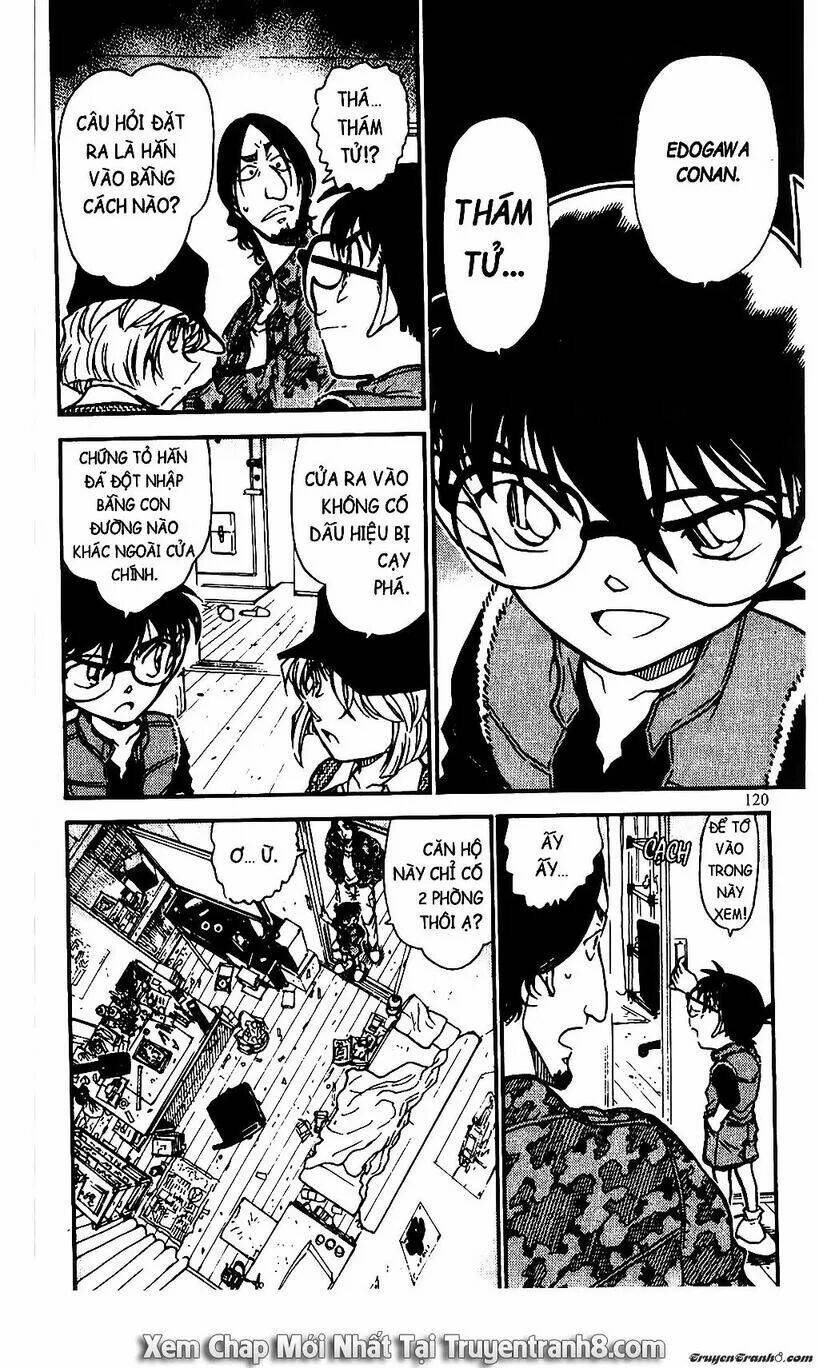 EDOGAWA
CONAN.
THÁM
TỬ...
THÁ...
THÁM
TỬ!?
CÂU HỎI ĐẶT
RA LÀ HẮN
VÀO BẰNG
CÁCH NÀO?
CỬA RA VÀO
KHÔNG CÓ
DẤU HIỆU BỊ
CẠY
PHÁ.
CHỨNG TỎ HẮN
ĐÃ ĐỘT NHẬP
BẰNG CON
ĐƯỜNG NÀO
KHÁC NGOÀI CỬA
CHÍNH.
120
ĐỂ TỚ
VÀO
TRONG
NÀY
XEM!
CẠCH
ẤY
ẤY...
CĂN HỘ
NÀY CHỈ CÓ
2 PHÒNG
THÔI Ạ?
Ơ... Ừ.
Xem Chap Mới Nhất Tại Truyentranh8.com
TruyenTranh8.com